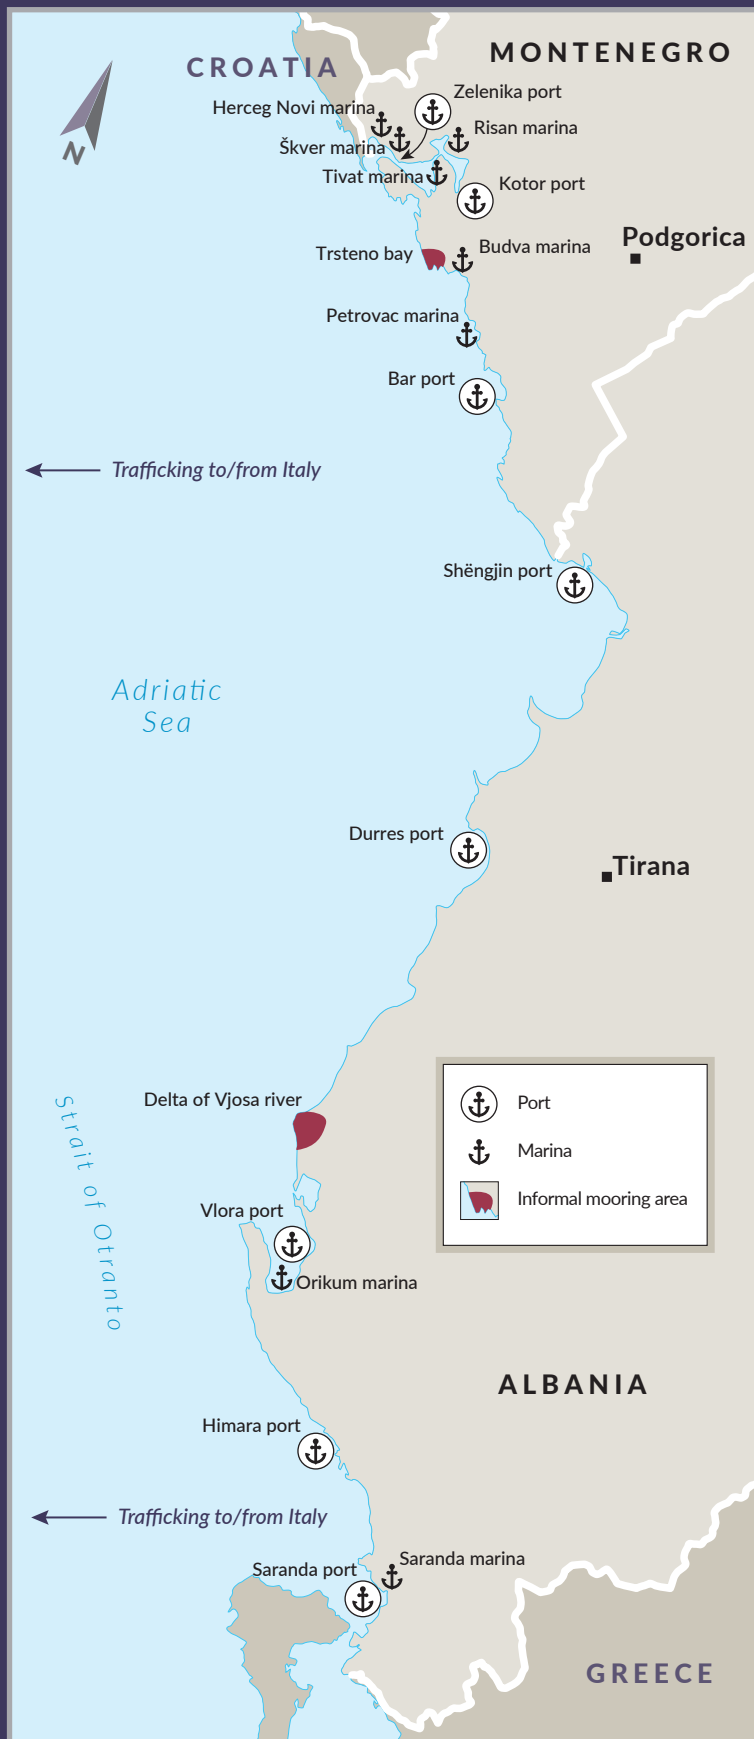 CROATIA
MONTENEGRO
N
Zelenika port
Herceg Novi marina
Risan marina
Škver marina
Tivat marina
Kotor port
Podgorica
Budva marina
Trsteno bay
Petrovac marina
Bar port
Trafficking to/from Italy
Shëngjin port
Adriatic
Sea
Durres port
Tirana
Delta of Vjosa river
Port
Marina
Informal mooring area
Strait of Otranto
Vlora port
Orikum marina
ALBANIA
Himara port
Trafficking to/from Italy
Saranda marina
Saranda port
GREECE